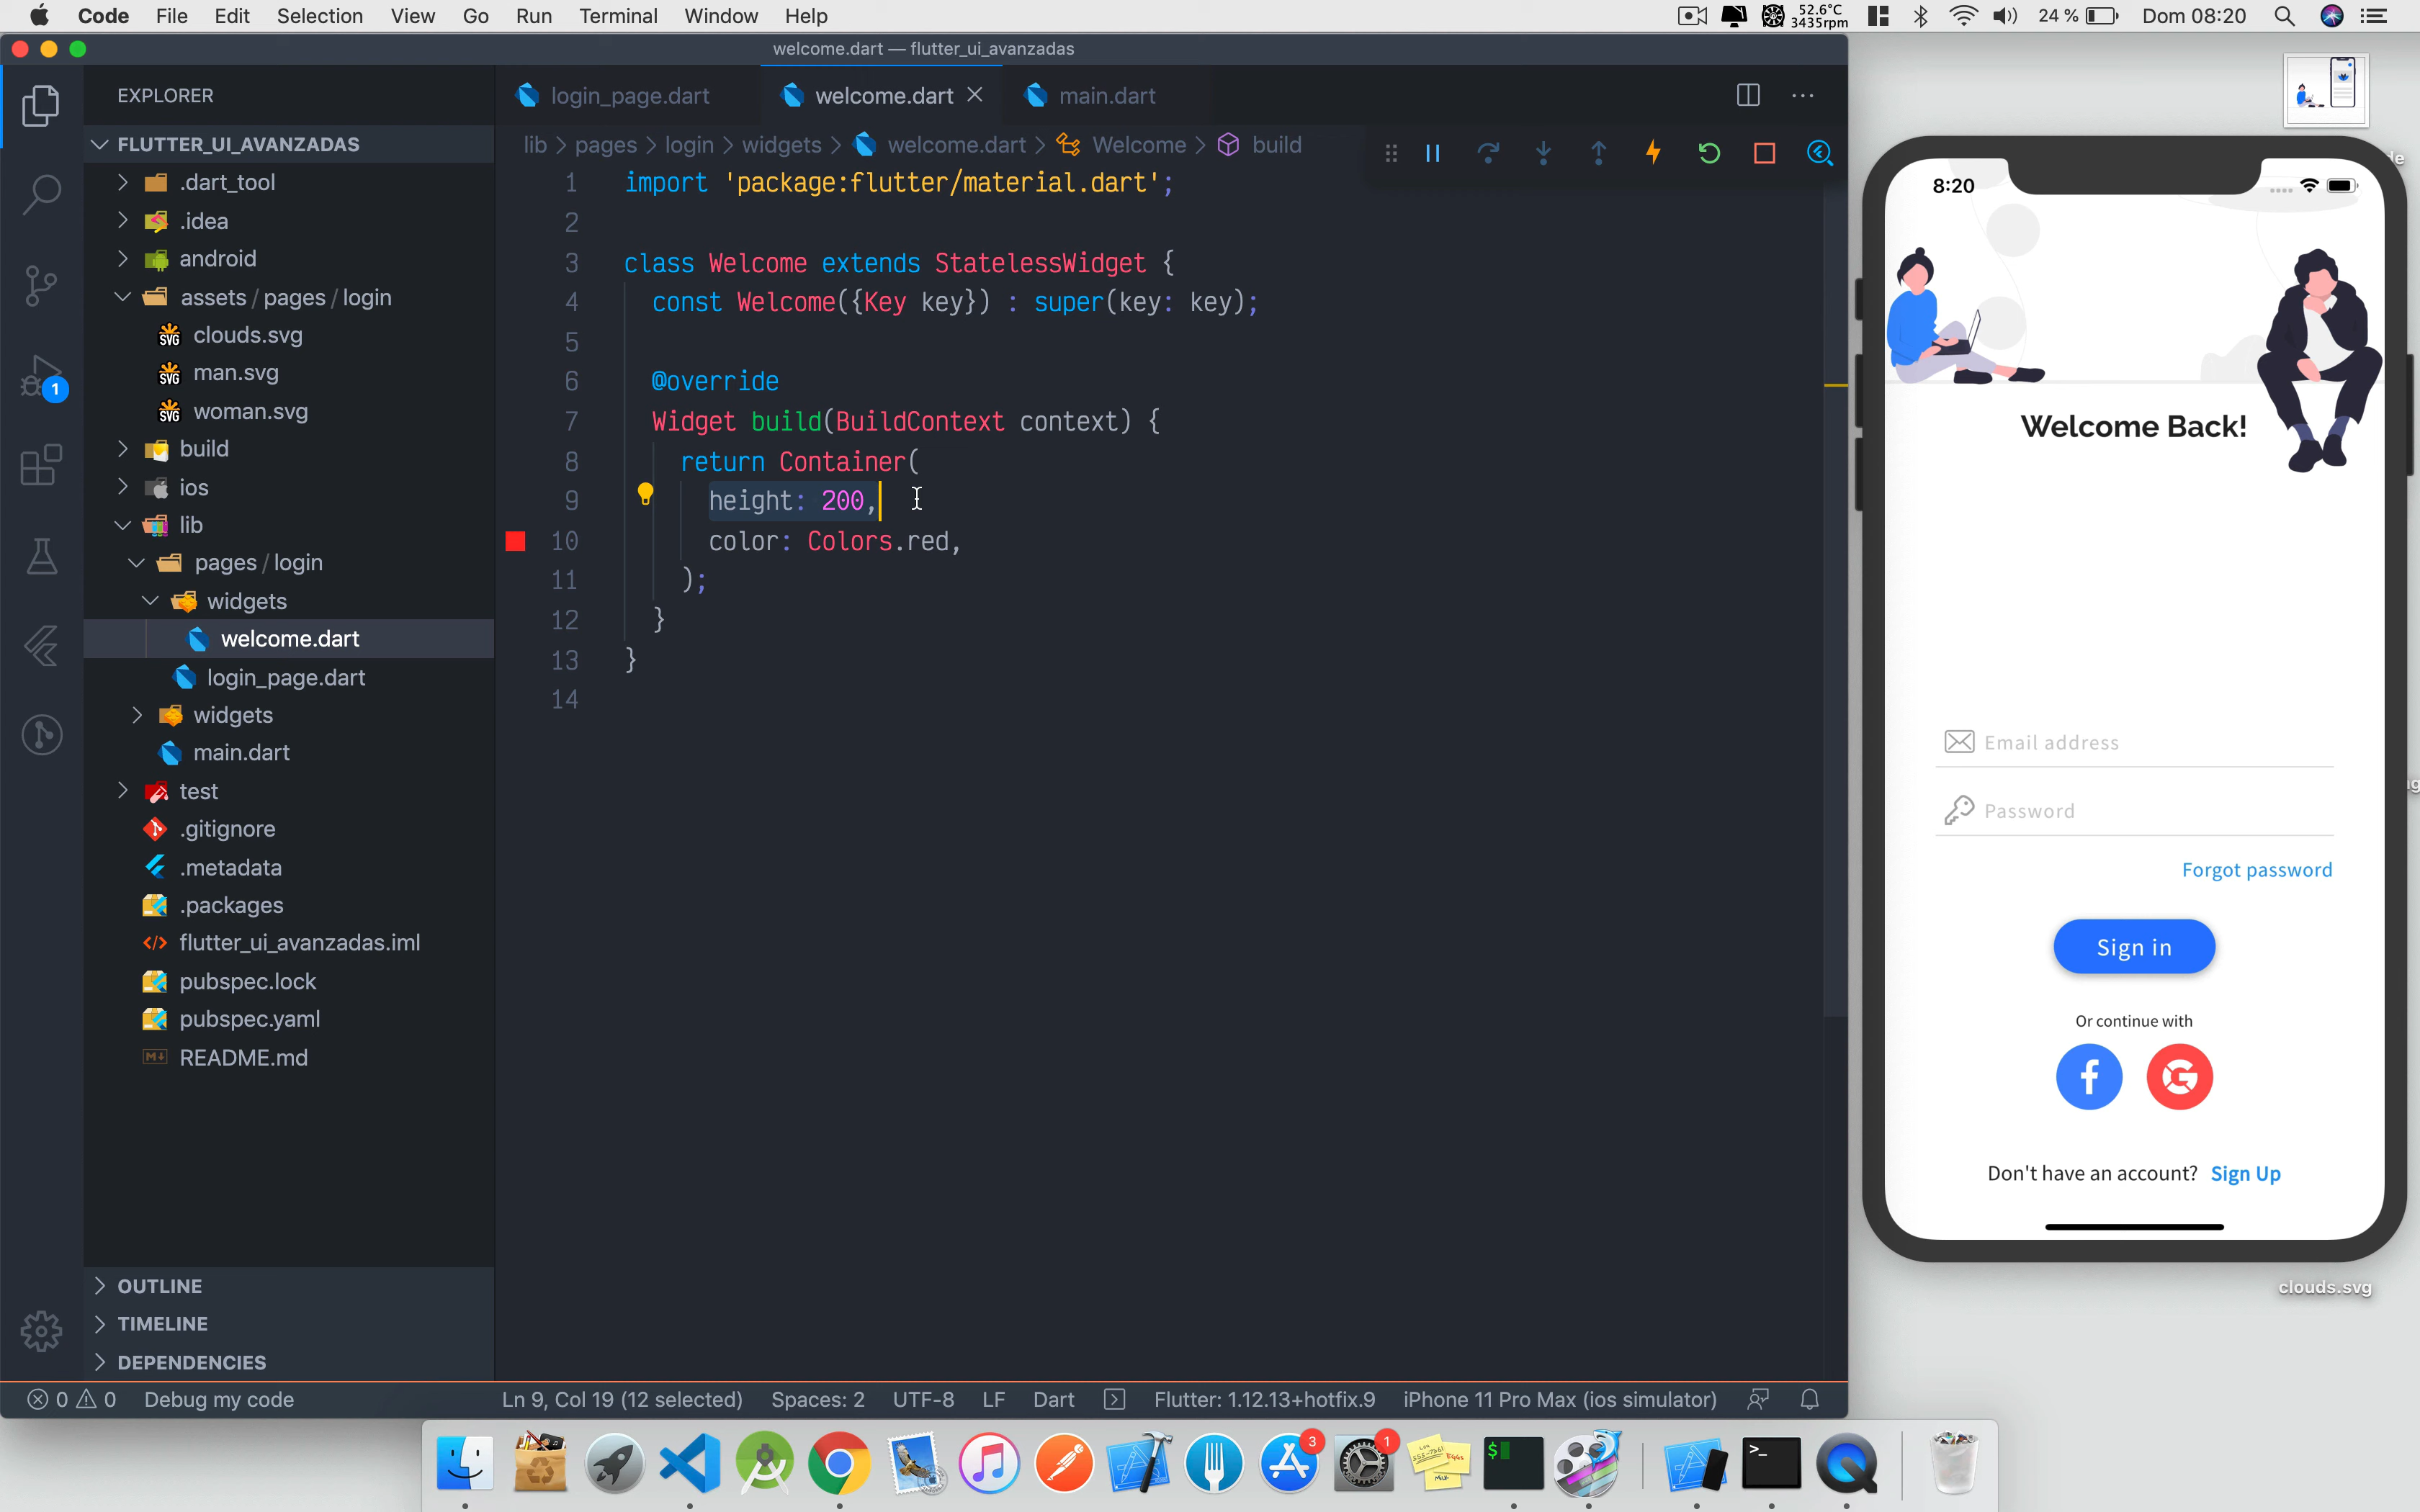 Code File Edit Selection View Go Run Terminal Window Help 52.6°C 3435rpm 24 % Dom 08:20
welcome.dart — flutter_ui_avanzadas
EXPLORER
login_page.dart welcome.dart main.dart
FLUTTER_UI_AVANZADAS
lib > pages > login > widgets > welcome.dart > Welcome > build
.dart_tool
.idea
android
assets / pages / login
SVG clouds.svg
SVG man.svg
1
SVG woman.svg
build
ios
lib
pages / login
widgets
welcome.dart
login_page.dart
widgets
main.dart
test
.gitignore
.metadata
.packages
flutter_ui_avanzadas.iml
pubspec.lock
pubspec.yaml
README.md
OUTLINE
TIMELINE
DEPENDENCIES
1 import 'package:flutter/material.dart';
2
3 class Welcome extends StatelessWidget {
4 const Welcome({Key key}) : super(key: key);
5
6 @override
7 Widget build(BuildContext context) {
8 return Container(
9 height: 200,
10 color: Colors.red,
11 );
12 }
13 }
14
0 0 Debug my code Ln 9, Col 19 (12 selected) Spaces: 2 UTF-8 LF Dart Flutter: 1.12.13+hotfix.9 iPhone 11 Pro Max (ios simulator)
8:20
Welcome Back!
Email address
Password
Forgot password
Sign in
Or continue with
f G
Don't have an account? Sign Up
clouds.svg
3 1